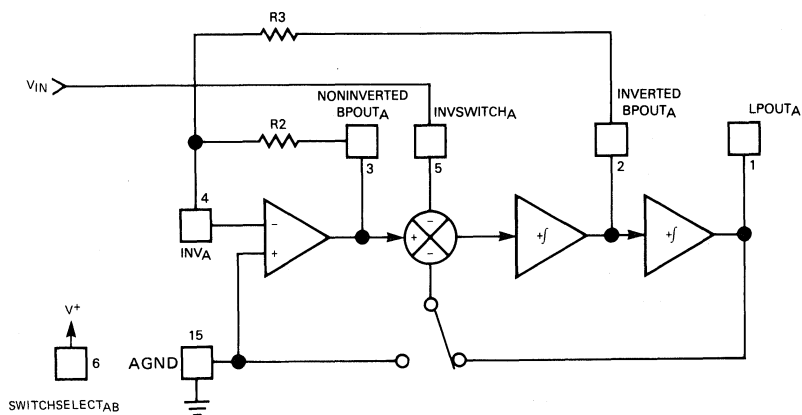 R3
VIN
NONINVERTED
BPOUTA
INVSWITCHA
INVERTED
BPOUTA
LPOUTA
R2
3
5
2
1
4
INVA
-
+
-
+
-
+∫
+∫
V+
6
SWITCHSELECTAB
15
AGND